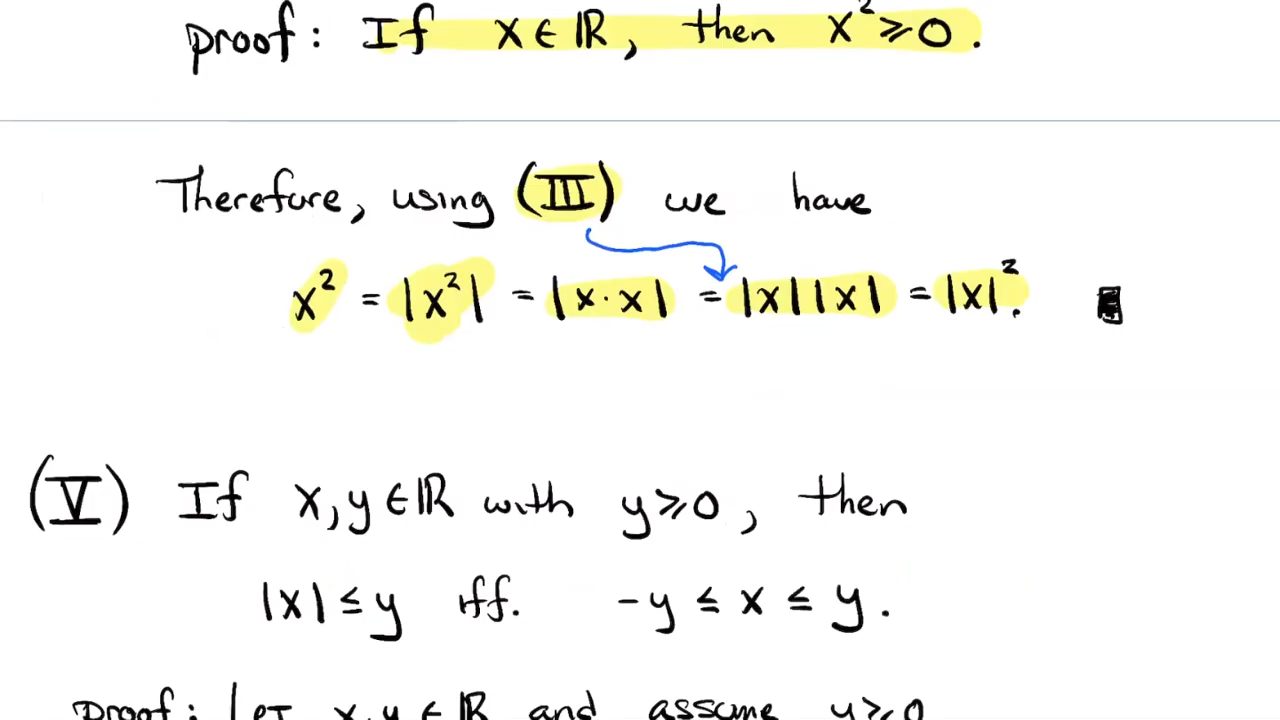 proof: If x ∈ ℝ, then x² ⩾ 0.
Therefore, using (III) we have
x² = |x²| = |x·x| = |x||x| = |x|².
(V) If x, y ∈ ℝ with y ⩾ 0, then
|x| ≤ y iff. -y ≤ x ≤ y.
proof: Let x, y ∈ ℝ and assume y ⩾ 0